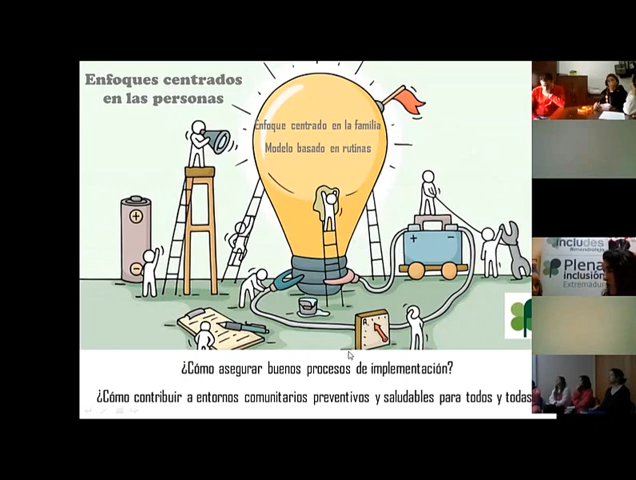 Enfoques centrados
en las personas
Enfoque centrado en la familia
Modelo basado en rutinas
¿Cómo asegurar buenos procesos de implementación?
¿Cómo contribuir a entornos comunitarios preventivos y saludables para todos y todas
includes
Plena
inclusión
Extremadura